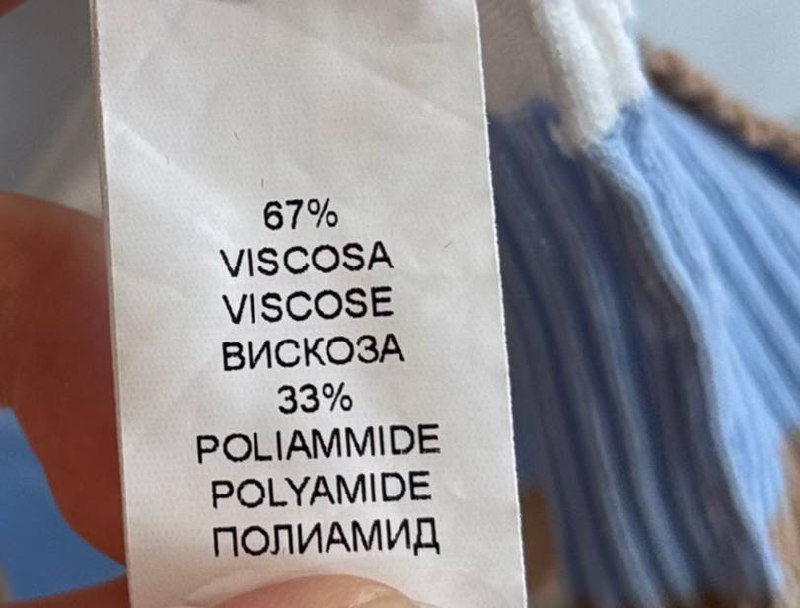 67%
VISCOSA
VISCOSE
ВИСКОЗА
33%
POLIAMMIDE
POLYAMIDE
ПОЛИАМИД